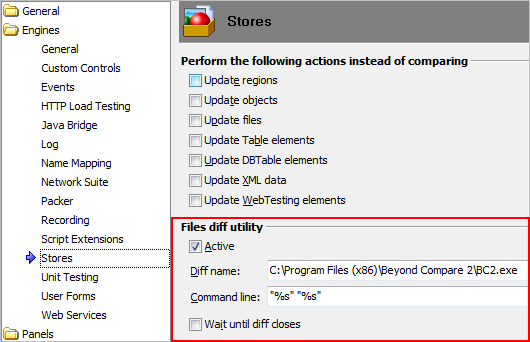 General
Engines
General
Custom Controls
Events
HTTP Load Testing
Java Bridge
Log
Name Mapping
Network Suite
Packer
Recording
Script Extensions
Stores
Unit Testing
User Forms
Web Services
Panels
Stores
Perform the following actions instead of comparing
Update regions
Update objects
Update files
Update Table elements
Update DBTable elements
Update XML data
Update WebTesting elements
Files diff utility
Active
Diff name: C:\Program Files (x86)\Beyond Compare 2\BC2.exe
Command line: "%s" "%s"
Wait until diff closes